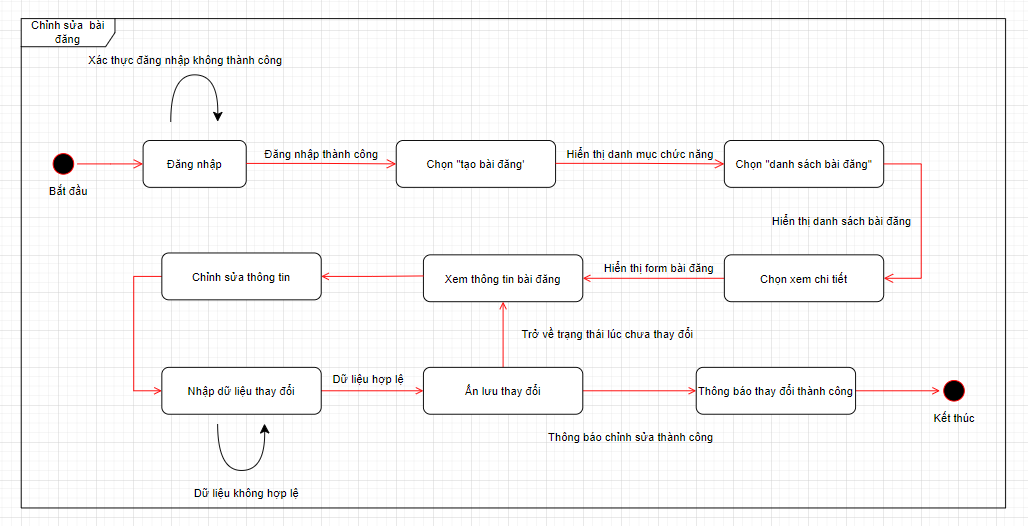 Chỉnh sửa bài
đăng
Xác thực đăng nhập không thành công
Bắt đầu
Đăng nhập
Đăng nhập thành công
Chọn "tạo bài đăng'
Hiển thị danh mục chức năng
Chọn "danh sách bài đăng"
Hiển thị danh sách bài đăng
Chỉnh sửa thông tin
Xem thông tin bài đăng
Hiển thị form bài đăng
Chọn xem chi tiết
Trở về trạng thái lúc chưa thay đổi
Nhập dữ liệu thay đổi
Dữ liệu hợp lệ
Ấn lưu thay đổi
Thông báo thay đổi thành công
Kết thúc
Thông báo chỉnh sửa thành công
Dữ liệu không hợp lệ